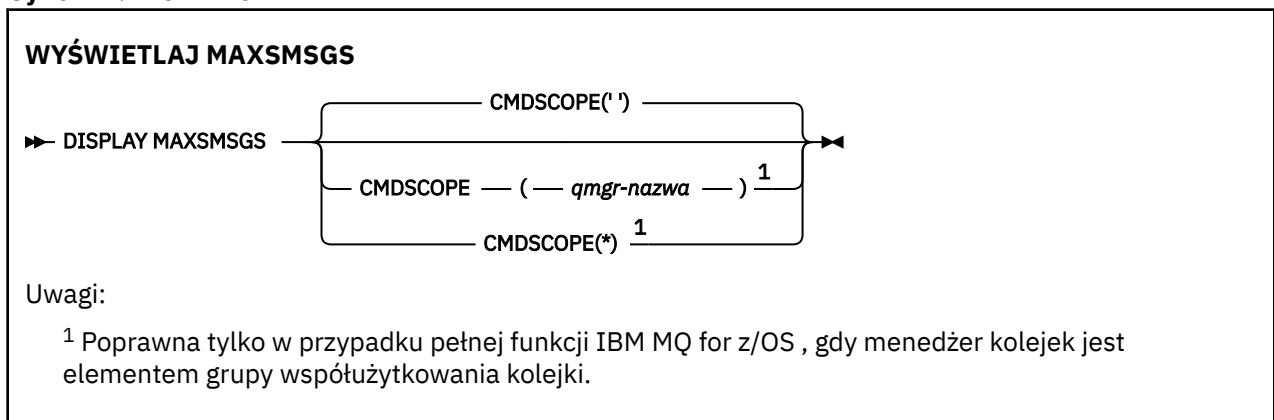 WYŚWIETLAJ MAXSMSGS
CMDSCOPE(' ')
DISPLAY MAXSMSGS
CMDSCOPE ( qmgr-nazwa ) 1
CMDSCOPE(*) 1
Uwagi:
1 Poprawna tylko w przypadku pełnej funkcji IBM MQ for z/OS , gdy menedżer kolejek jest
elementem grupy współużytkowania kolejki.